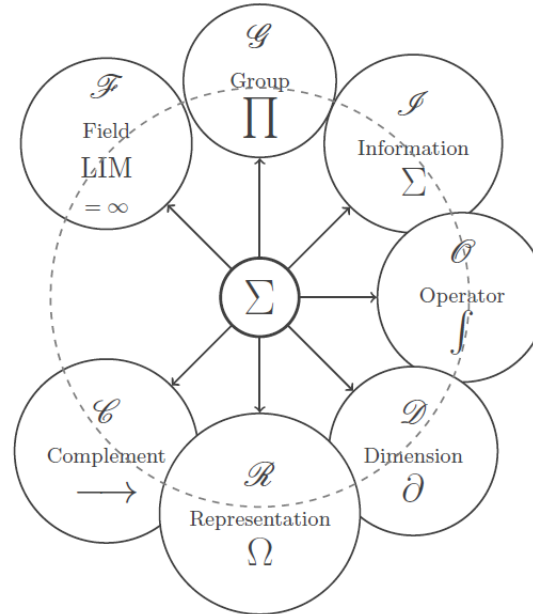 𝒢
Group
∏
ℱ
Field
LIM
= ∞
ℐ
Information
Σ
Σ
𝒪
Operator
∫
𝒞
Complement
⟶
𝒟
Dimension
∂
ℛ
Representation
Ω